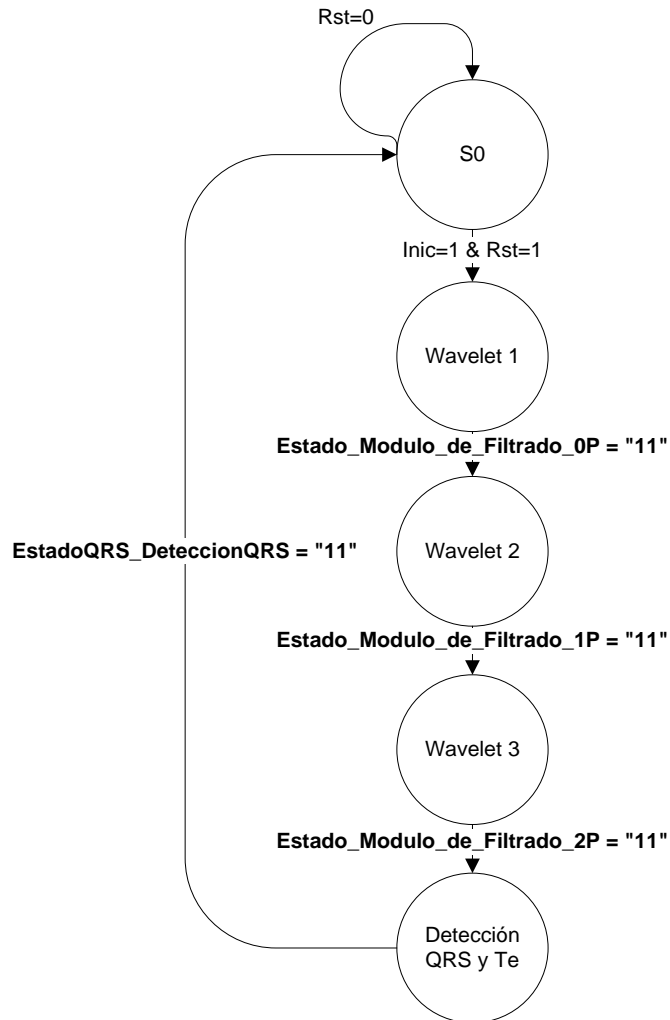 Rst=0
S0
Inic=1 & Rst=1
Wavelet 1
Estado_Modulo_de_Filtrado_0P = "11"
Wavelet 2
EstadoQRS_DeteccionQRS = "11"
Estado_Modulo_de_Filtrado_1P = "11"
Wavelet 3
Estado_Modulo_de_Filtrado_2P = "11"
Detección
QRS y Te